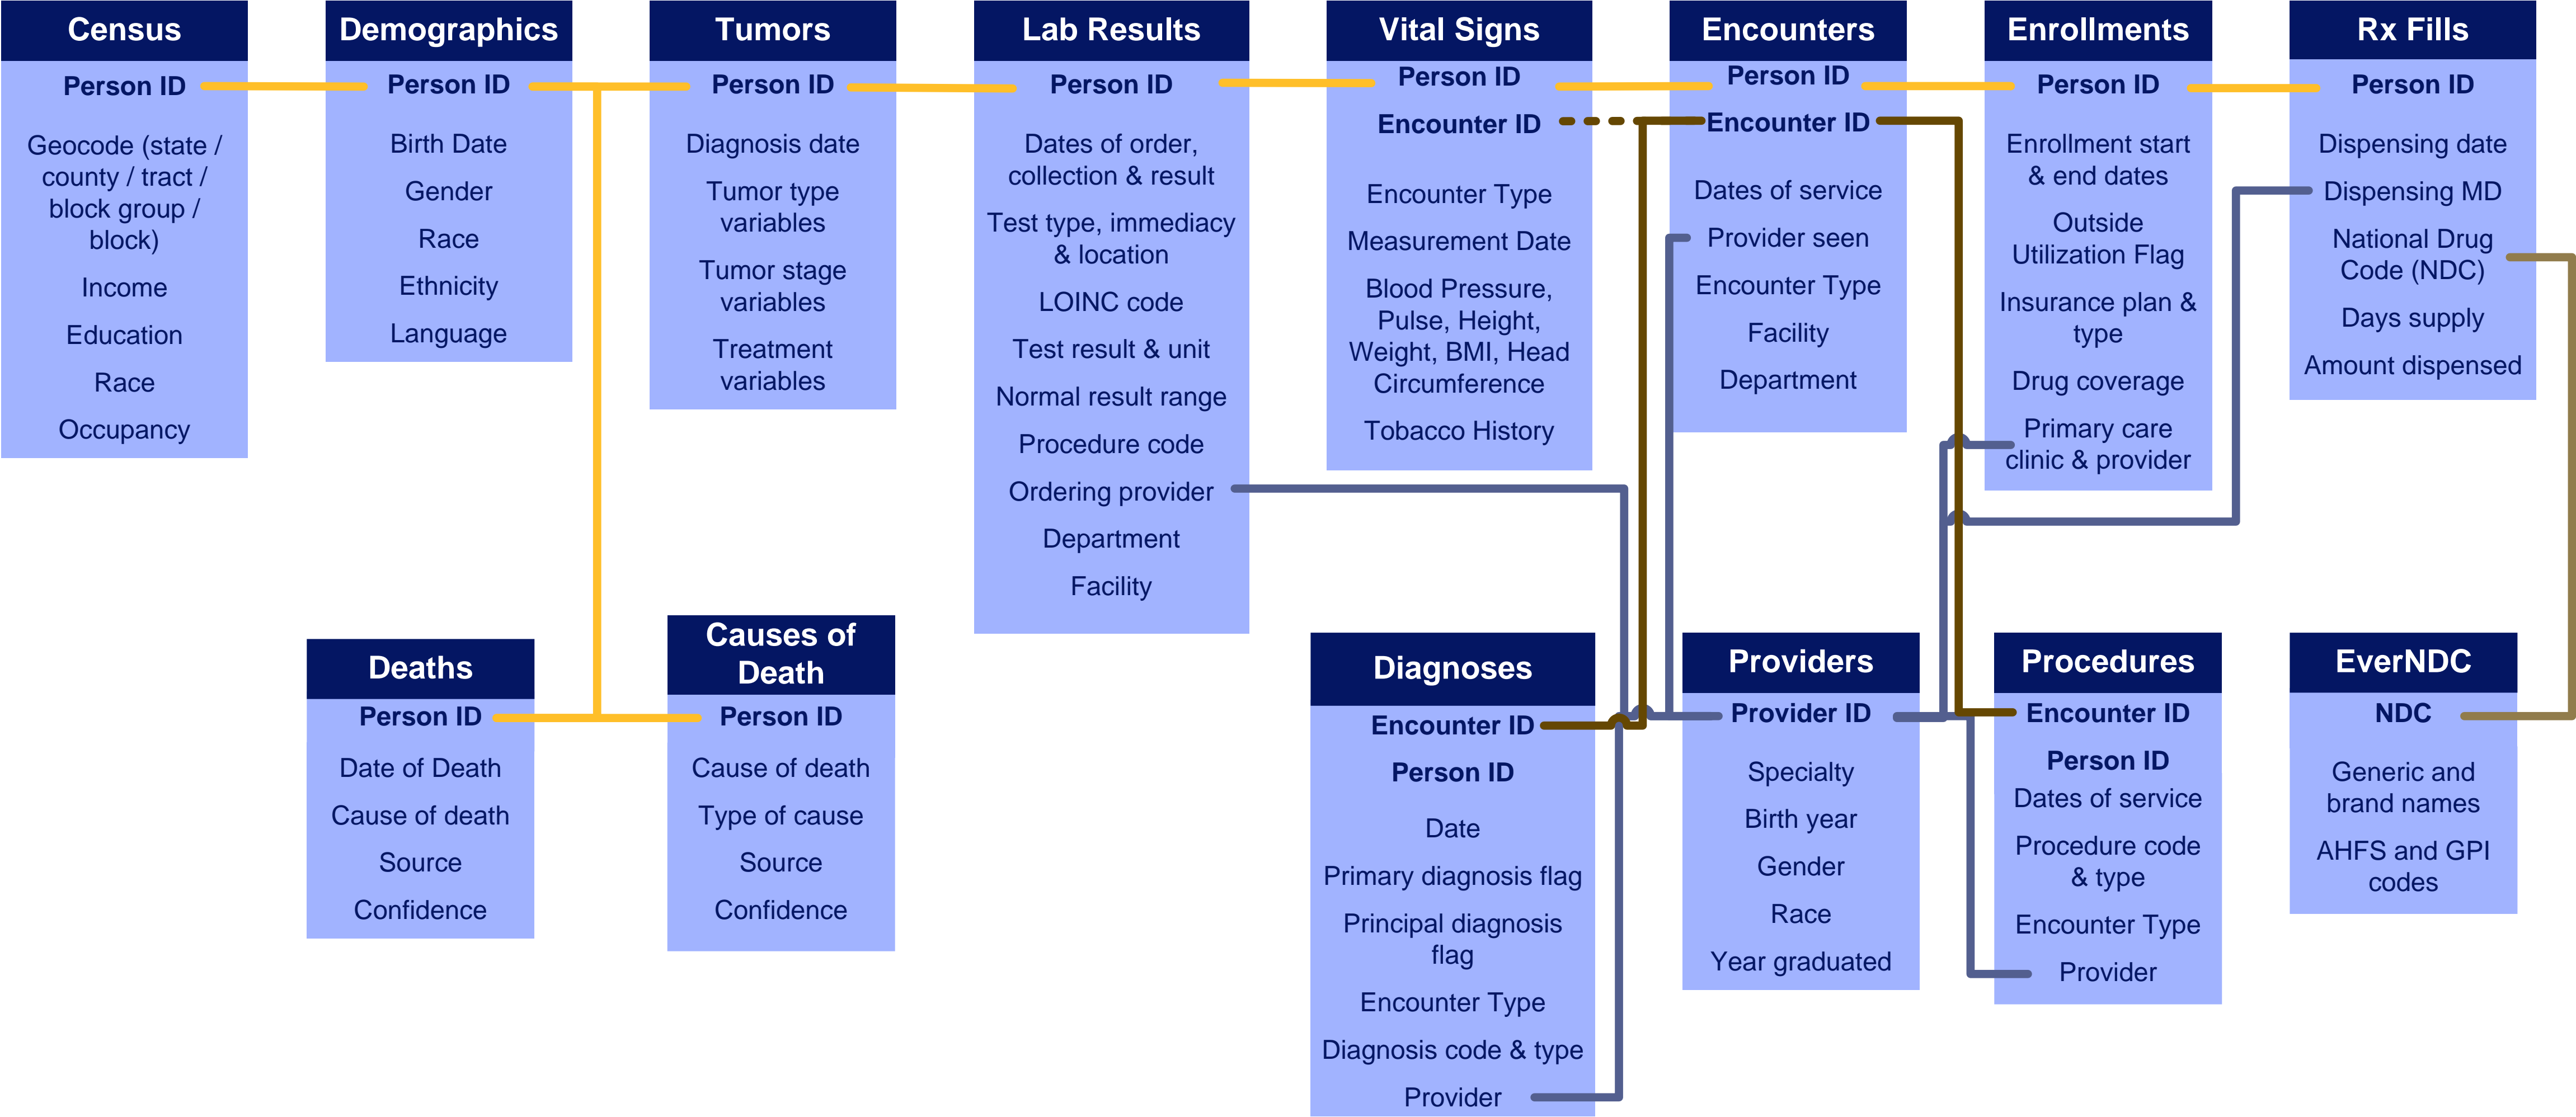 Census
Person ID
Geocode (state /
county / tract /
block group /
block)
Income
Education
Race
Occupancy
Demographics
Person ID
Birth Date
Gender
Race
Ethnicity
Language
Tumors
Person ID
Diagnosis date
Tumor type
variables
Tumor stage
variables
Treatment
variables
Lab Results
Person ID
Dates of order,
collection & result
Test type, immediacy
& location
LOINC code
Test result & unit
Normal result range
Procedure code
Ordering provider
Department
Facility
Vital Signs
Person ID
Encounter ID
Encounter Type
Measurement Date
Blood Pressure,
Pulse, Height,
Weight, BMI, Head
Circumference
Tobacco History
Encounters
Person ID
Encounter ID
Dates of service
Provider seen
Encounter Type
Facility
Department
Enrollments
Person ID
Enrollment start
& end dates
Outside
Utilization Flag
Insurance plan &
type
Drug coverage
Primary care
clinic & provider
Rx Fills
Person ID
Dispensing date
Dispensing MD
National Drug
Code (NDC)
Days supply
Amount dispensed
Deaths
Person ID
Date of Death
Cause of death
Source
Confidence
Causes of
Death
Person ID
Cause of death
Type of cause
Source
Confidence
Diagnoses
Encounter ID
Person ID
Date
Primary diagnosis flag
Principal diagnosis
flag
Encounter Type
Diagnosis code & type
Provider
Providers
Provider ID
Specialty
Birth year
Gender
Race
Year graduated
Procedures
Encounter ID
Person ID
Dates of service
Procedure code
& type
Encounter Type
Provider
EverNDC
NDC
Generic and
brand names
AHFS and GPI
codes